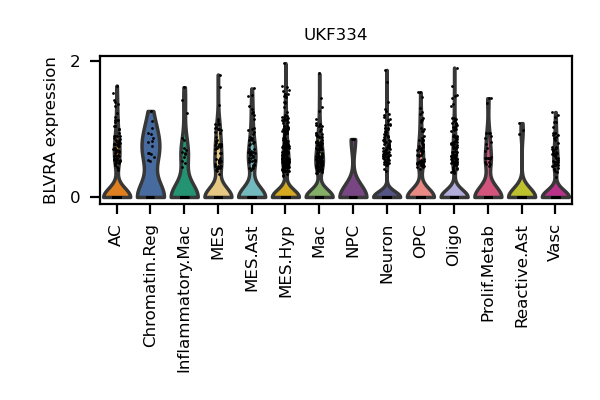 UKF334
BLVRA expression
2
0
AC
Chromatin.Reg
Inflammatory.Mac
MES
MES.Ast
MES.Hyp
Mac
NPC
Neuron
OPC
Oligo
Prolif.Metab
Reactive.Ast
Vasc